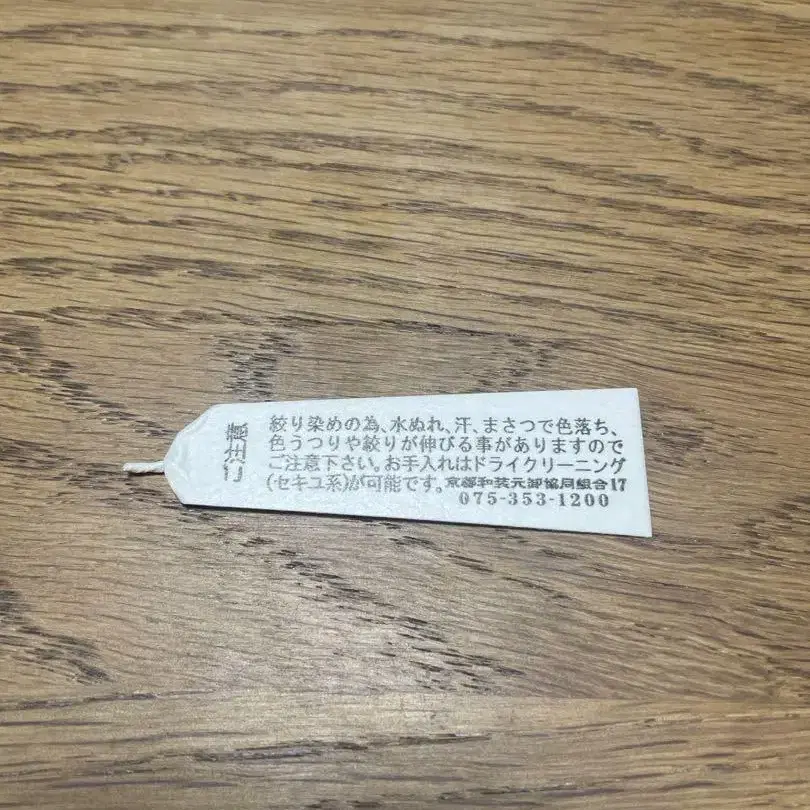 ご注意
絞り染めの為、水ぬれ、汗、まさつで色落ち、
色うつりや絞りが伸びる事がありますので
ご注意下さい。お手入れはドライクリーニング
(セキユ系)が可能です。京都和装元卸協同組合17
075-353-1200